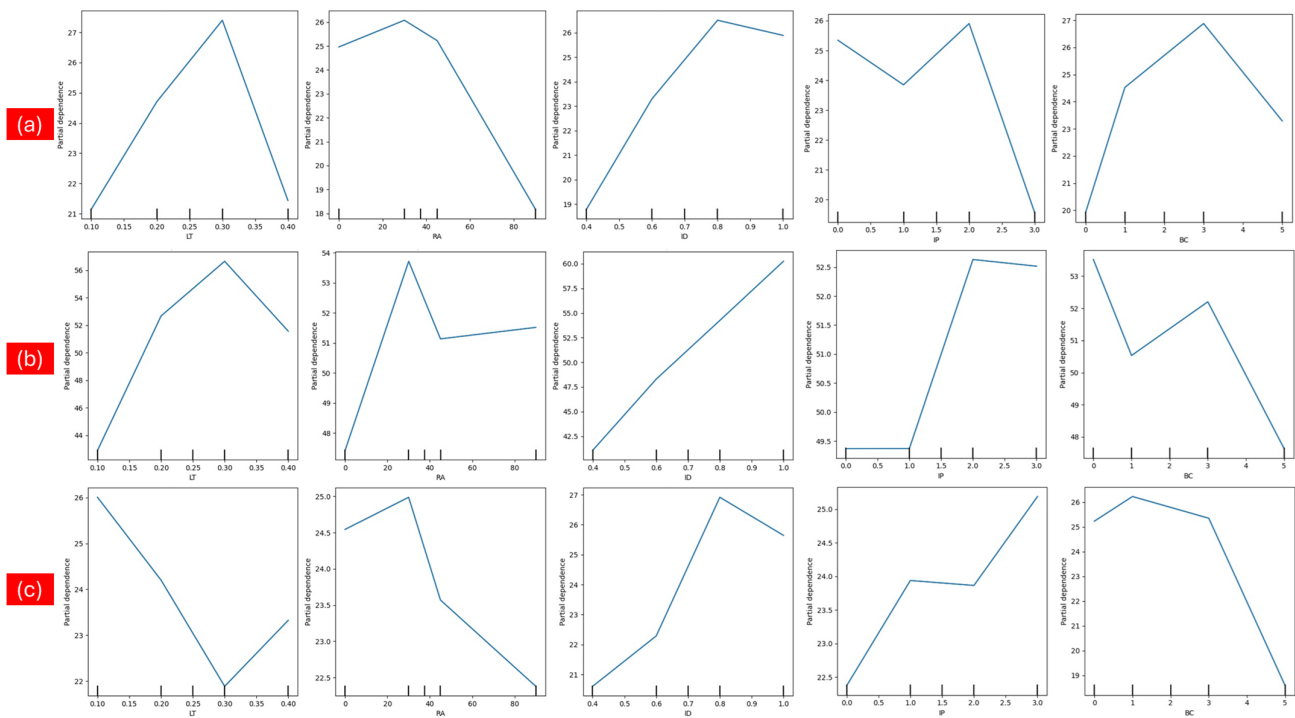 (a)
Partial dependence
27
26
25
24
23
22
21
0.10 0.15 0.20 0.25 0.30 0.35 0.40
LT
Partial dependence
26
25
24
23
22
21
20
19
18
0 20 40 60 80
RA
Partial dependence
26
25
24
23
22
21
20
19
0.4 0.5 0.6 0.7 0.8 0.9 1.0
ID
Partial dependence
26
25
24
23
22
21
20
0.0 0.5 1.0 1.5 2.0 2.5 3.0
IP
Partial dependence
27
26
25
24
23
22
21
20
0 1 2 3 4 5
BC
(b)
Partial dependence
56
54
52
50
48
46
44
0.10 0.15 0.20 0.25 0.30 0.35 0.40
LT
Partial dependence
54
53
52
51
50
49
48
0 20 40 60 80
RA
Partial dependence
60.0
57.5
55.0
52.5
50.0
47.5
45.0
42.5
0.4 0.5 0.6 0.7 0.8 0.9 1.0
ID
Partial dependence
52.5
52.0
51.5
51.0
50.5
50.0
49.5
0.0 0.5 1.0 1.5 2.0 2.5 3.0
IP
Partial dependence
53
52
51
50
49
48
0 1 2 3 4 5
BC
(c)
Partial dependence
26
25
24
23
22
0.10 0.15 0.20 0.25 0.30 0.35 0.40
LT
Partial dependence
25.0
24.5
24.0
23.5
23.0
22.5
0 20 40 60 80
RA
Partial dependence
27
26
25
24
23
22
21
0.4 0.5 0.6 0.7 0.8 0.9 1.0
ID
Partial dependence
25.0
24.5
24.0
23.5
23.0
22.5
0.0 0.5 1.0 1.5 2.0 2.5 3.0
IP
Partial dependence
26
25
24
23
22
21
20
19
0 1 2 3 4 5
BC